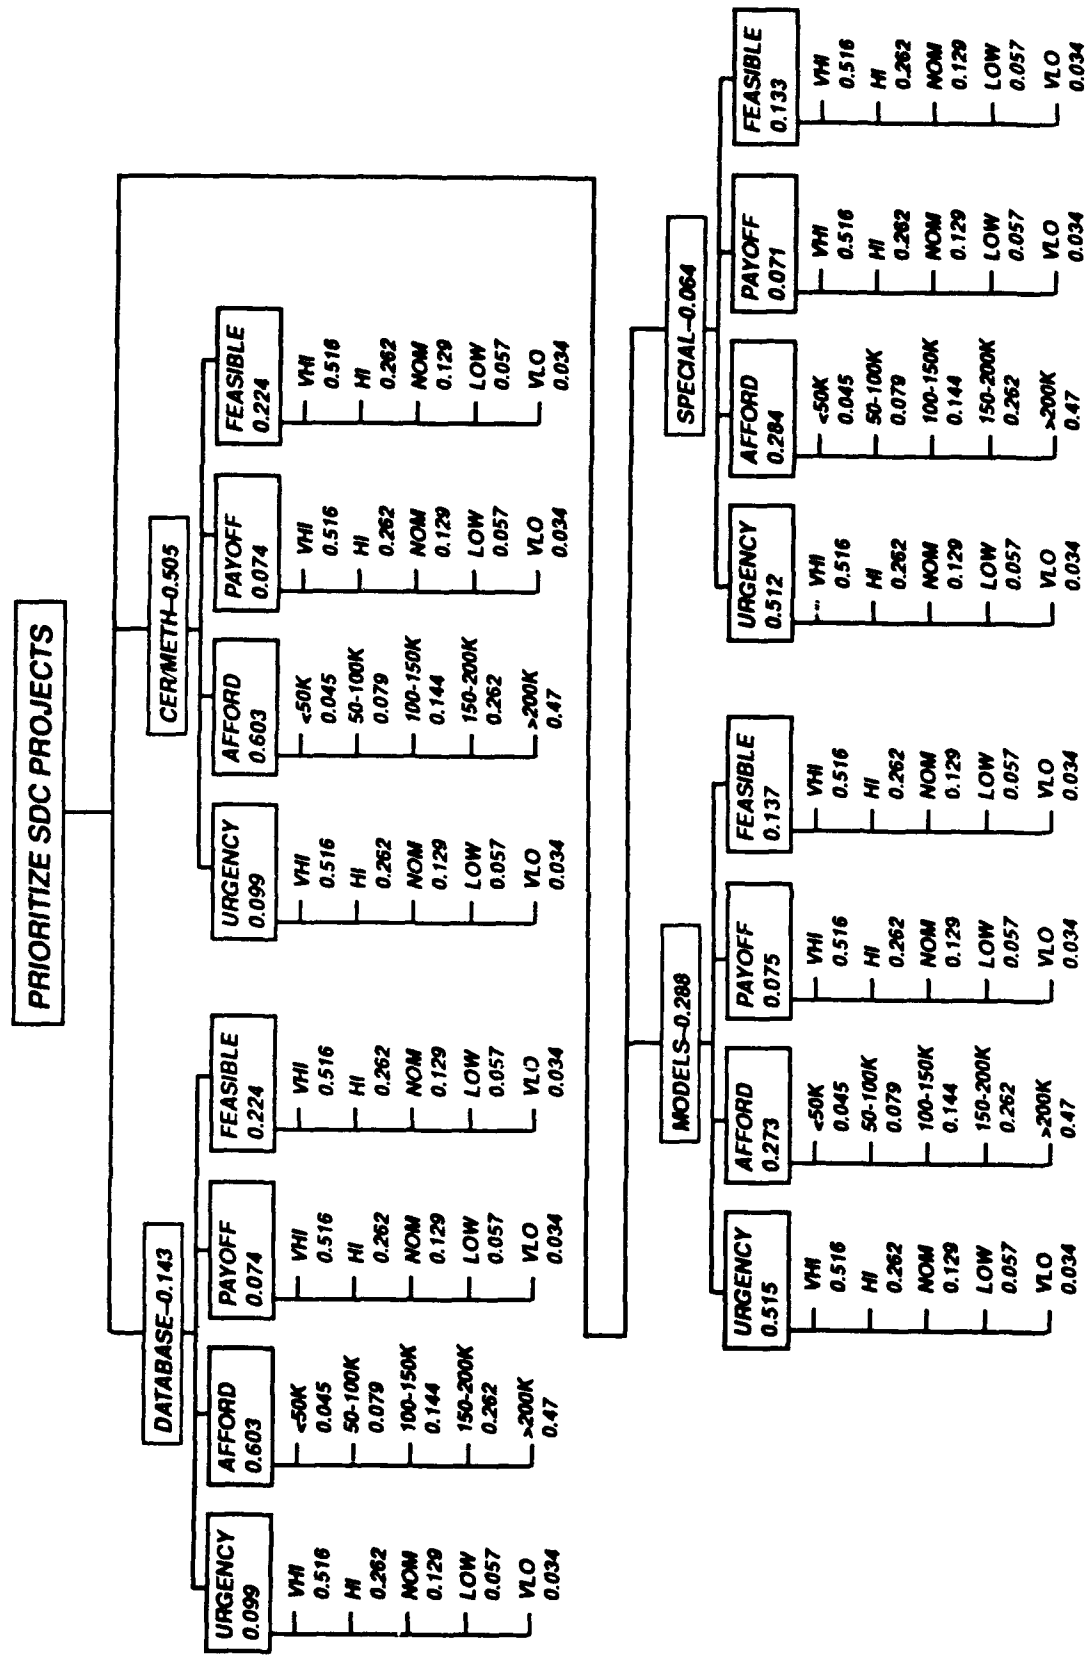 PRIORITIZE SDC PROJECTS
DATABASE–0.143
URGENCY
0.099
VHI
0.516
HI
0.262
NOM
0.129
LOW
0.057
VLO
0.034
AFFORD
0.603
<50K
0.045
50-100K
0.079
100-150K
0.144
150-200K
0.262
>200K
0.47
PAYOFF
0.074
VHI
0.516
HI
0.262
NOM
0.129
LOW
0.057
VLO
0.034
FEASIBLE
0.224
VHI
0.516
HI
0.262
NOM
0.129
LOW
0.057
VLO
0.034
CER/METH–0.505
URGENCY
0.099
VHI
0.516
HI
0.262
NOM
0.129
LOW
0.057
VLO
0.034
AFFORD
0.603
<50K
0.045
50-100K
0.079
100-150K
0.144
150-200K
0.262
>200K
0.47
PAYOFF
0.074
VHI
0.516
HI
0.262
NOM
0.129
LOW
0.057
VLO
0.034
FEASIBLE
0.224
VHI
0.516
HI
0.262
NOM
0.129
LOW
0.057
VLO
0.034
MODELS–0.288
URGENCY
0.515
VHI
0.516
HI
0.262
NOM
0.129
LOW
0.057
VLO
0.034
AFFORD
0.273
<50K
0.045
50-100K
0.079
100-150K
0.144
150-200K
0.262
>200K
0.47
PAYOFF
0.075
VHI
0.516
HI
0.262
NOM
0.129
LOW
0.057
VLO
0.034
FEASIBLE
0.137
VHI
0.516
HI
0.262
NOM
0.129
LOW
0.057
VLO
0.034
SPECIAL–0.064
URGENCY
0.512
VHI
0.516
HI
0.262
NOM
0.129
LOW
0.057
VLO
0.034
AFFORD
0.284
<50K
0.045
50-100K
0.079
100-150K
0.144
150-200K
0.262
>200K
0.47
PAYOFF
0.071
VHI
0.516
HI
0.262
NOM
0.129
LOW
0.057
VLO
0.034
FEASIBLE
0.133
VHI
0.516
HI
0.262
NOM
0.129
LOW
0.057
VLO
0.034